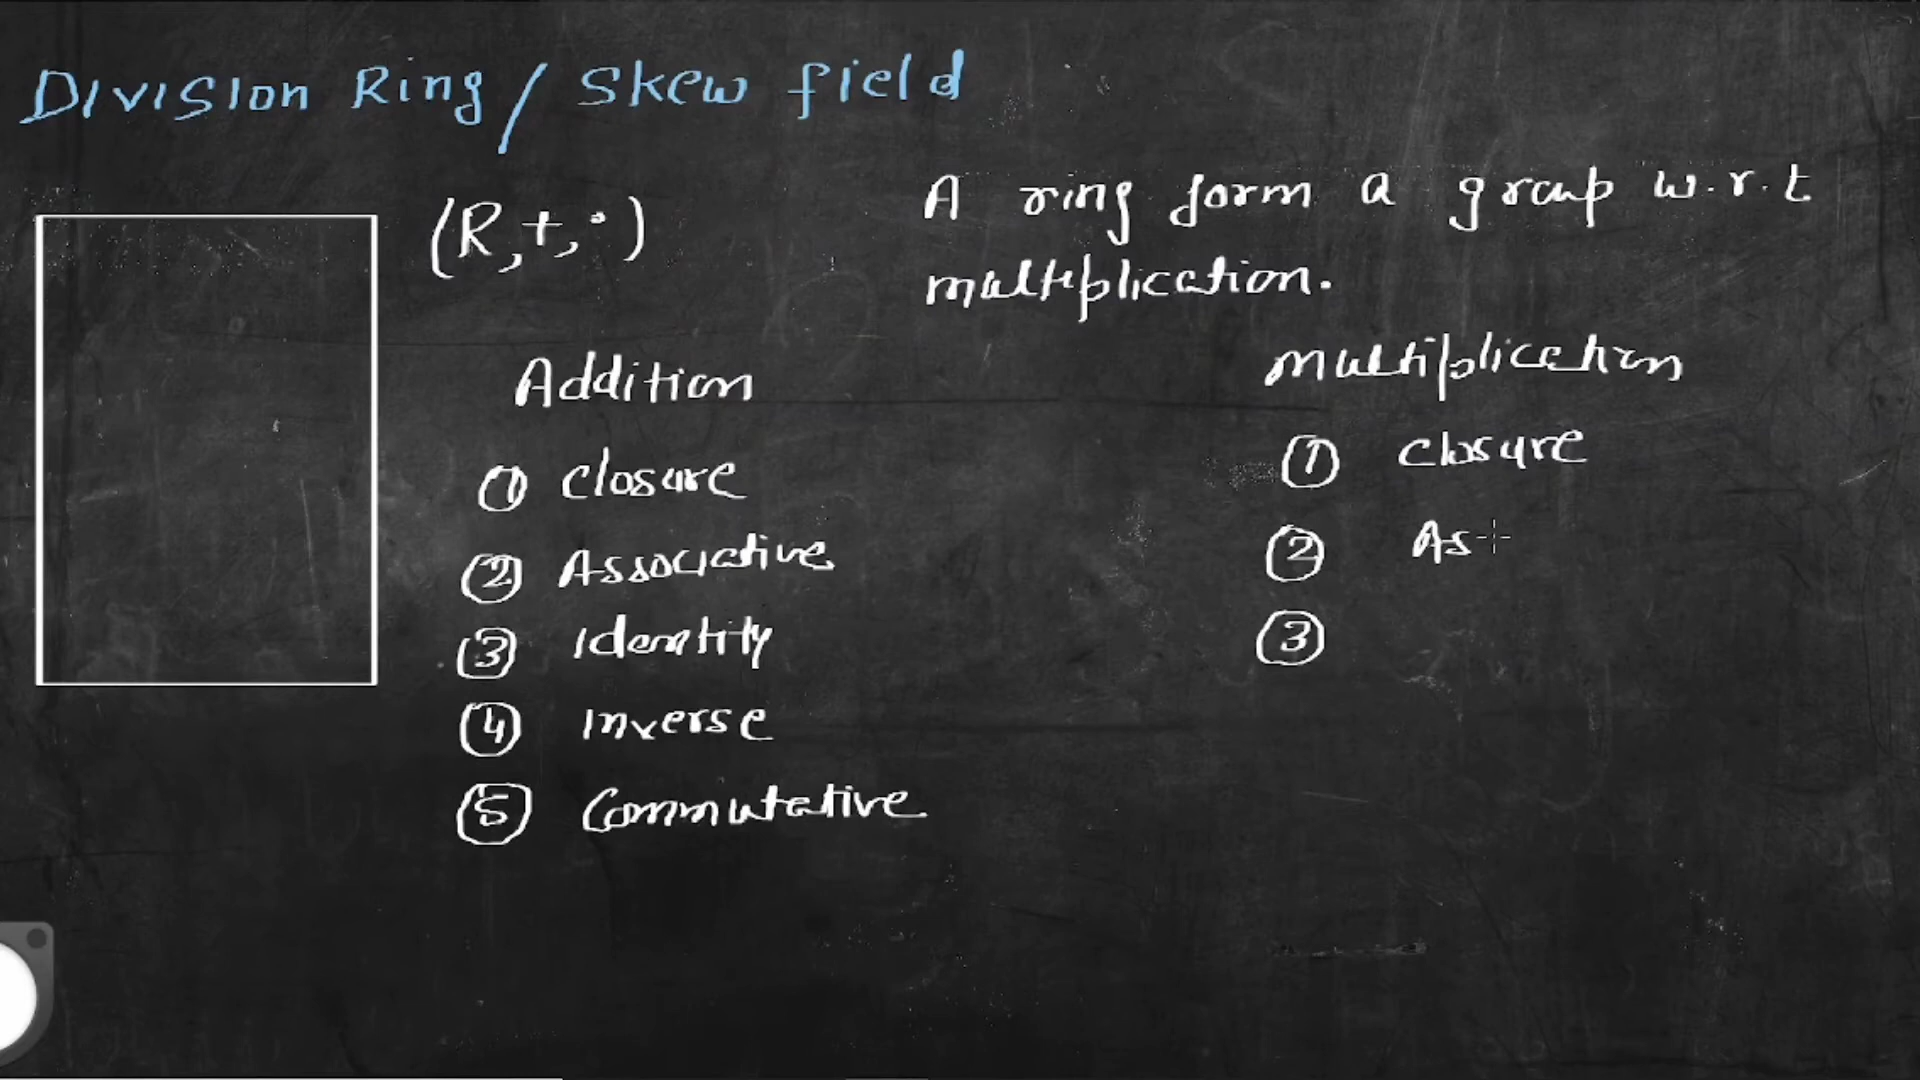 Division Ring / Skew field
(R, +, ·)
A ring form a group w.r.t
multiplication.
Addition
① closure
② Associative
③ Identity
④ Inverse
⑤ Commutative
Multiplication
① closure
② As
③